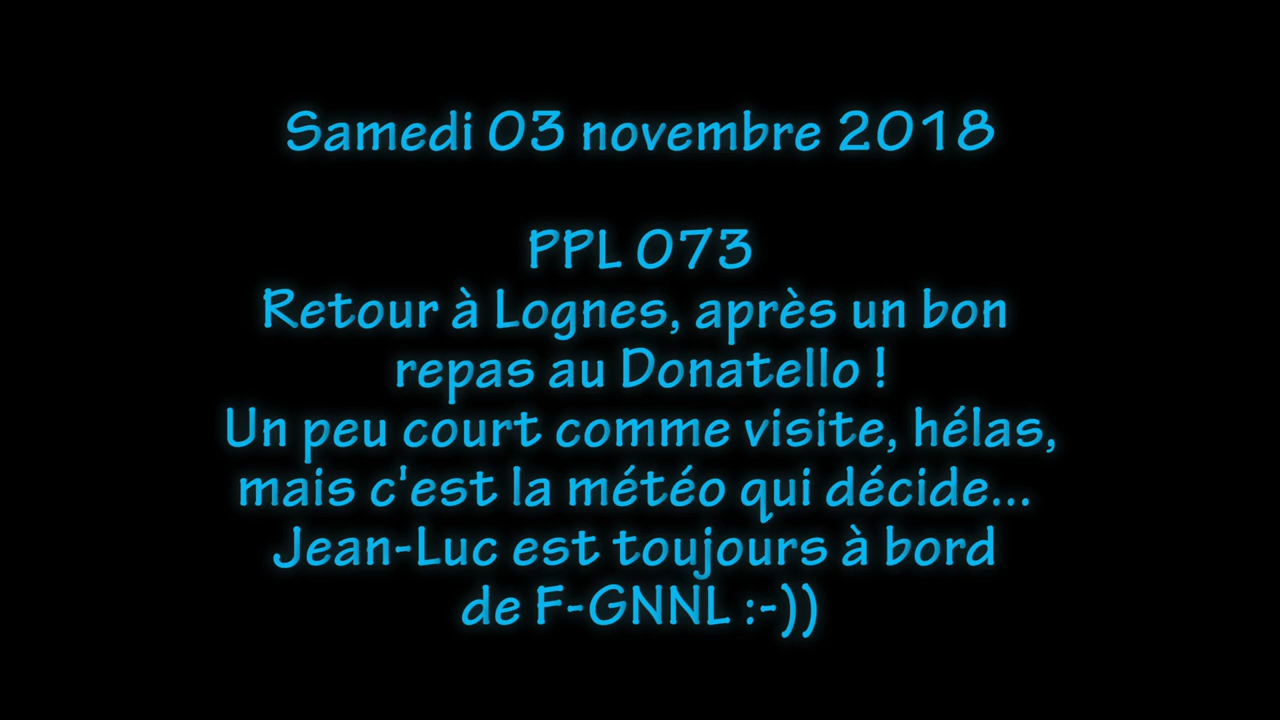 Samedi 03 novembre 2018
PPL 073
Retour à Lognes, après un bon
repas au Donatello !
Un peu court comme visite, hélas,
mais c'est la météo qui décide...
Jean-Luc est toujours à bord
de F-GNNL :-))